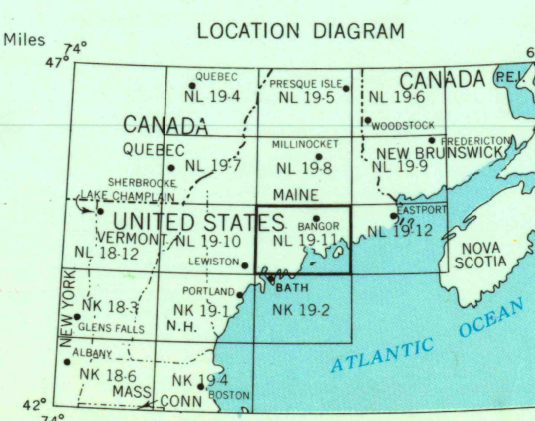 LOCATION DIAGRAM
Miles
74°
47°
6
QUEBEC
NL 19-4
PRESQUE ISLE
NL 19-5
NL 19-6
CANADA
P.E.I.
WOODSTOCK
CANADA
MILLINOCKET
FREDERICTON
QUEBEC
NL 19-7
NL 19-8
NEW BRUNSWICK
NL 19-9
SHERBROCKE
LAKE CHAMPLAIN
MAINE
EASTPORT
UNITED STATES
BANGOR
NL 19-12
VERMONT
NL 19-10
NL 19-11
NL 18-12
LEWISTON
NOVA
SCOTIA
BATH
NEW YORK
PORTLAND
NK 18-3
NK 19-1
NK 19-2
GLENS FALLS
N.H.
ATLANTIC OCEAN
ALBANY
NK 18-6
NK 19-4
MASS
BOSTON
CONN
42°
74°